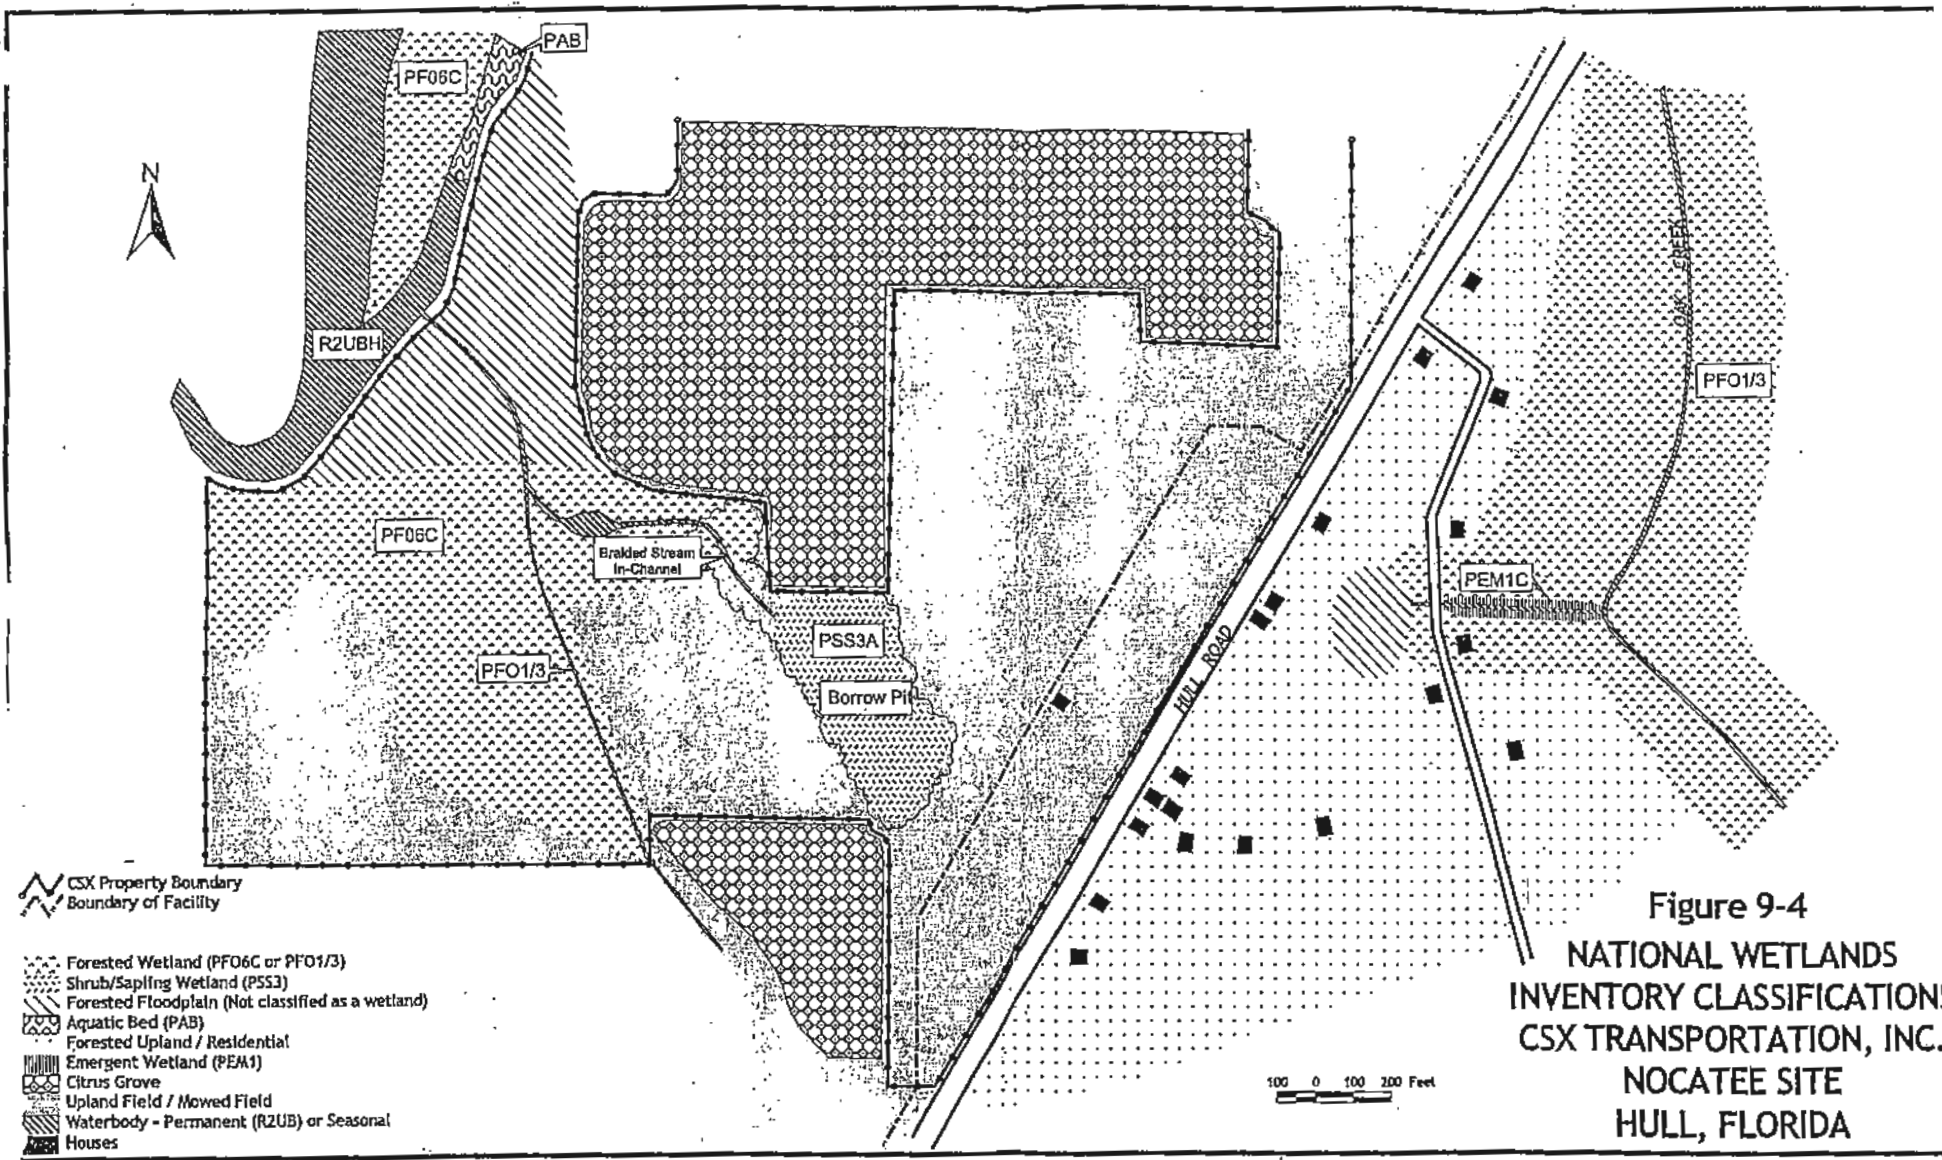 PAB
PF06C
N
R2UBH
OAK CREEK
PFO1/3
PF06C
Braided Stream
In-Channel
PEM1C
PSS3A
PFO1/3
HULL ROAD
Borrow Pit
CSX Property Boundary
Boundary of Facility
Forested Wetland (PFO6C or PFO1/3)
Shrub/Sapling Wetland (PSS3)
Forested Floodplain (Not classified as a wetland)
Aquatic Bed (PAB)
Forested Upland / Residential
Emergent Wetland (PEM1)
Citrus Grove
Upland Field / Mowed Field
Waterbody - Permanent (R2UB) or Seasonal
Houses
100 0 100 200 Feet
Figure 9-4
NATIONAL WETLANDS
INVENTORY CLASSIFICATIONS
CSX TRANSPORTATION, INC.
NOCATEE SITE
HULL, FLORIDA